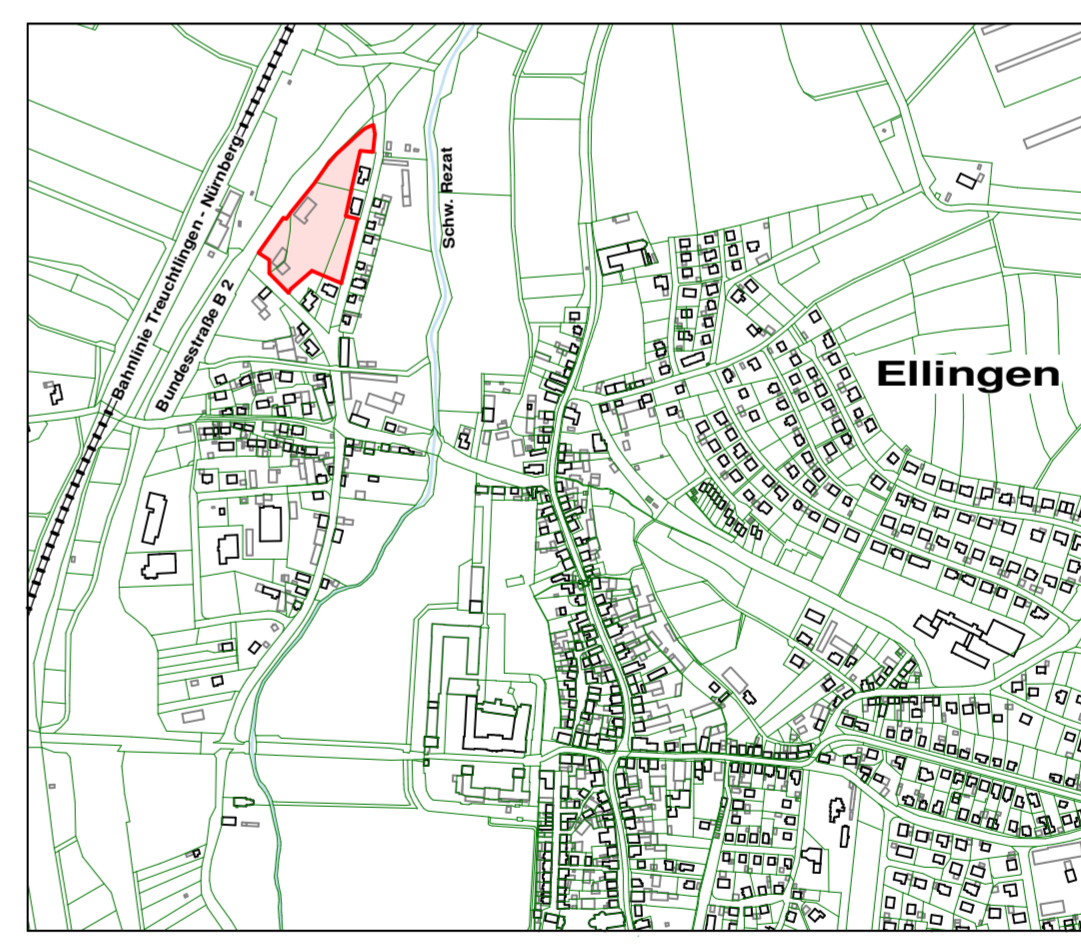 Bahnlinie Treuchtlingen - Nürnberg
Bundesstraße B 2
Schw. Rezat
Ellingen